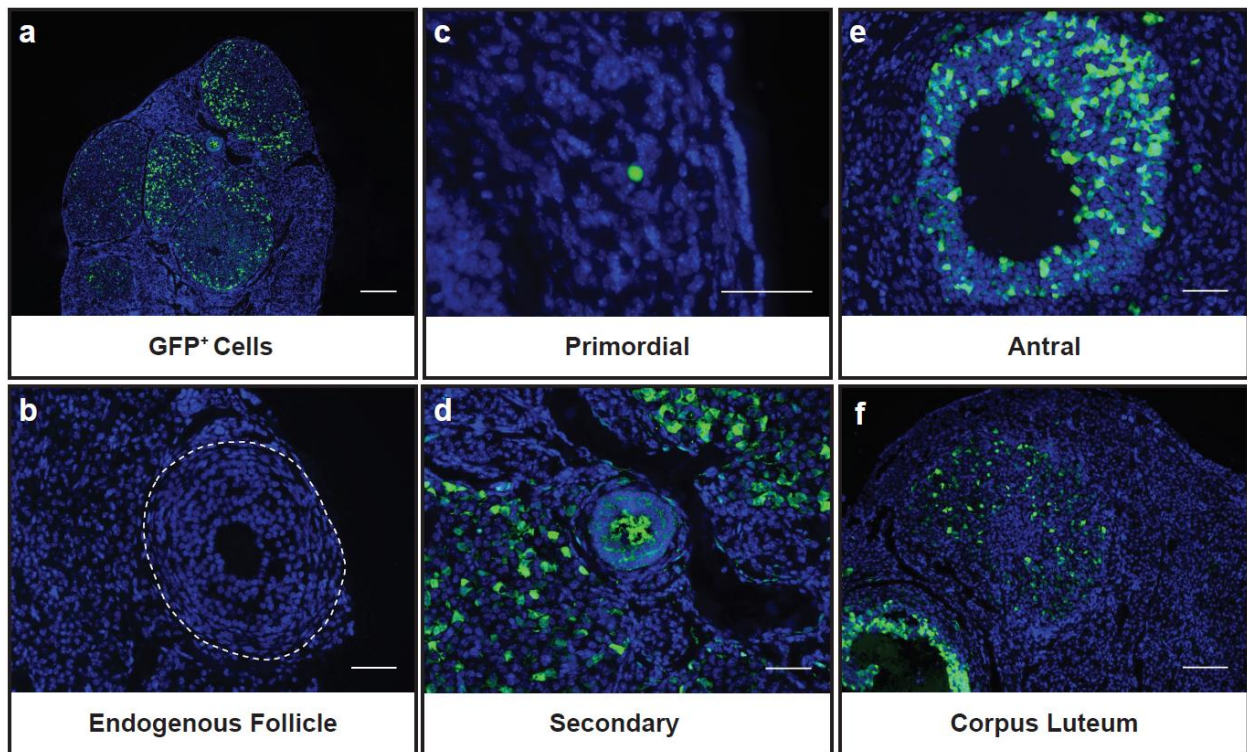 a
GFP⁺ Cells
c
Primordial
e
Antral
b
Endogenous Follicle
d
Secondary
f
Corpus Luteum